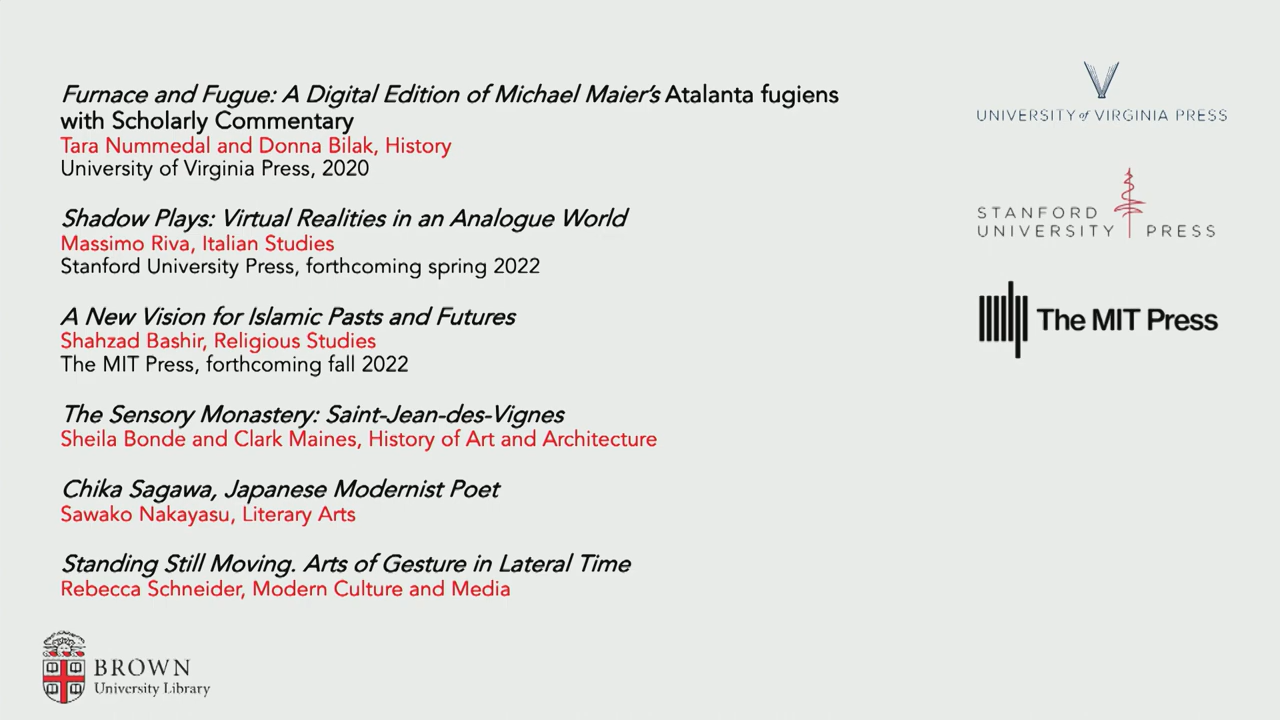 Furnace and Fugue: A Digital Edition of Michael Maier's Atalanta fugiens
with Scholarly Commentary
Tara Nummedal and Donna Bilak, History
University of Virginia Press, 2020
Shadow Plays: Virtual Realities in an Analogue World
Massimo Riva, Italian Studies
Stanford University Press, forthcoming spring 2022
A New Vision for Islamic Pasts and Futures
Shahzad Bashir, Religious Studies
The MIT Press, forthcoming fall 2022
The Sensory Monastery: Saint-Jean-des-Vignes
Sheila Bonde and Clark Maines, History of Art and Architecture
Chika Sagawa, Japanese Modernist Poet
Sawako Nakayasu, Literary Arts
Standing Still Moving. Arts of Gesture in Lateral Time
Rebecca Schneider, Modern Culture and Media
BROWN
University Library
UNIVERSITY of VIRGINIA PRESS
STANFORD
UNIVERSITY PRESS
The MIT Press